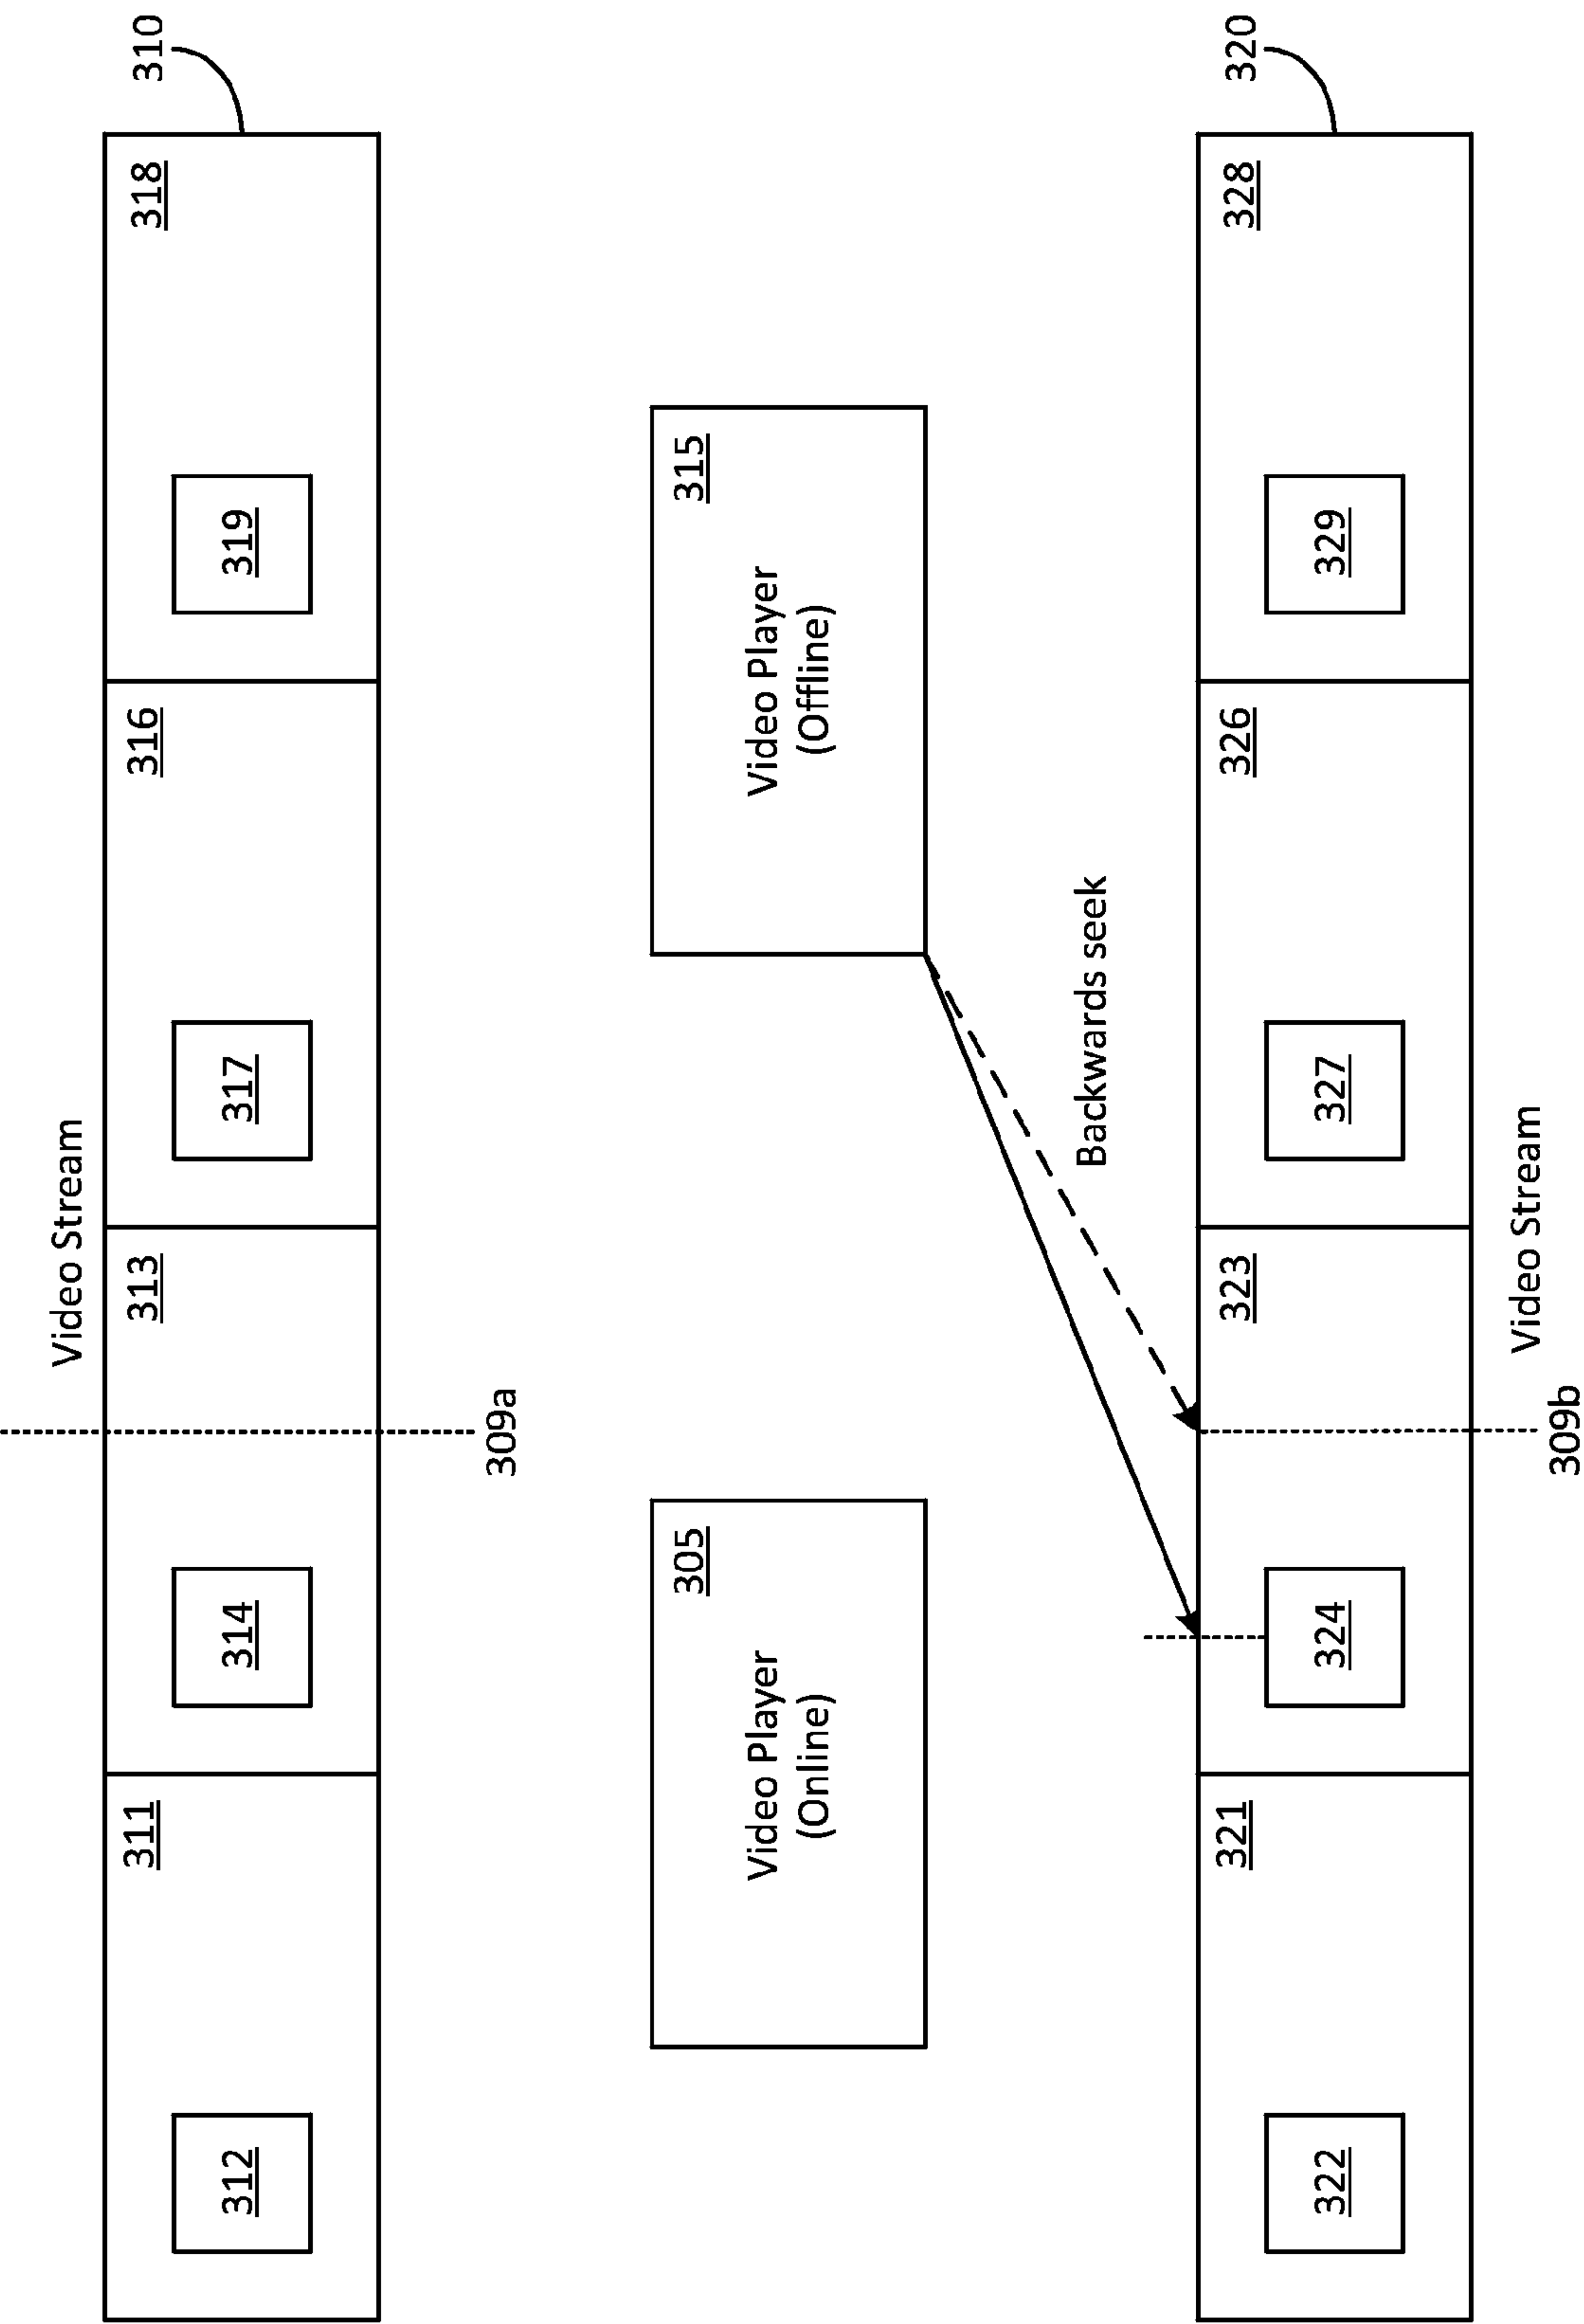 Video Stream
310
311
313
316
318
312
314
317
319
309a
305
Video Player
(Online)
315
Video Player
(Offline)
Backwards seek
320
321
323
326
328
322
324
327
329
Video Stream
309b